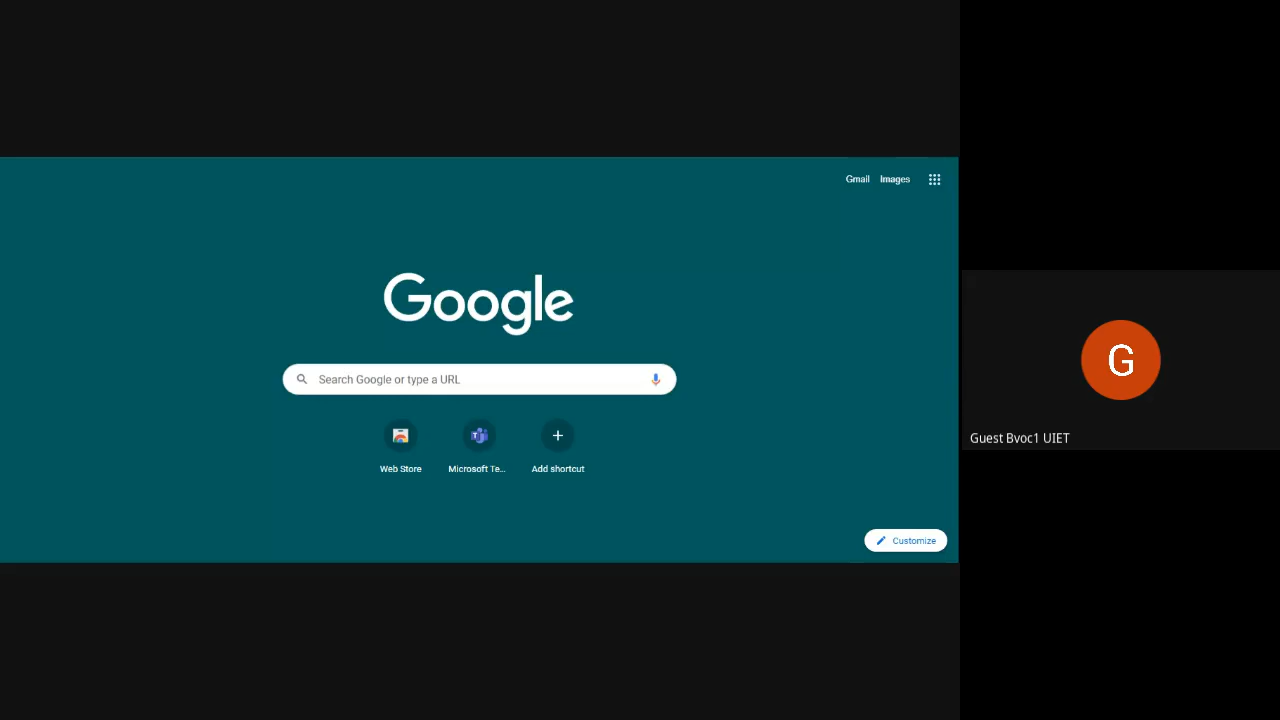 Gmail Images
Google
Search Google or type a URL
Web Store Microsoft Te... Add shortcut
Customize
G
Guest Bvoc1 UIET